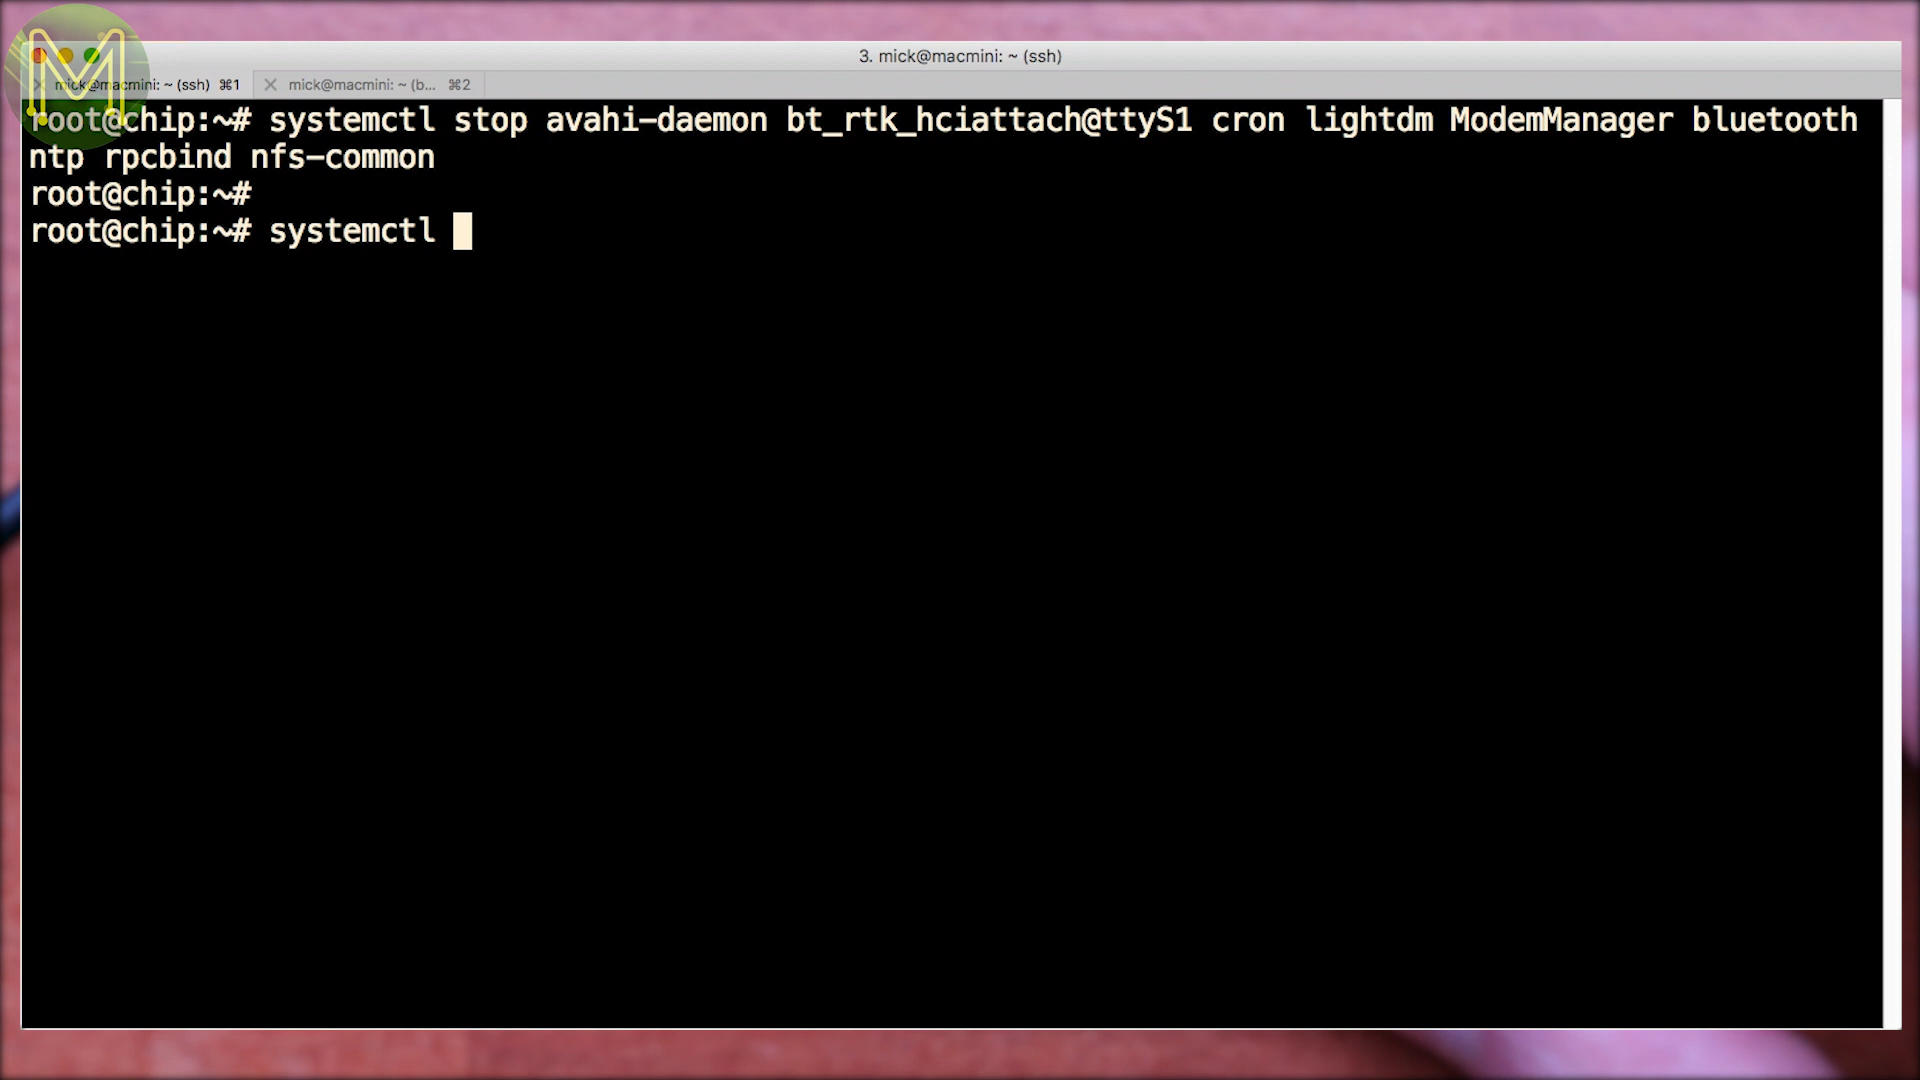 3. mick@macmini: ~ (ssh)
mick@macmini: ~ (ssh) ⌘1 mick@macmini: ~ (b... ⌘2
root@chip:~# systemctl stop avahi-daemon bt_rtk_hciattach@ttyS1 cron lightdm ModemManager bluetooth
ntp rpcbind nfs-common
root@chip:~#
root@chip:~# systemctl